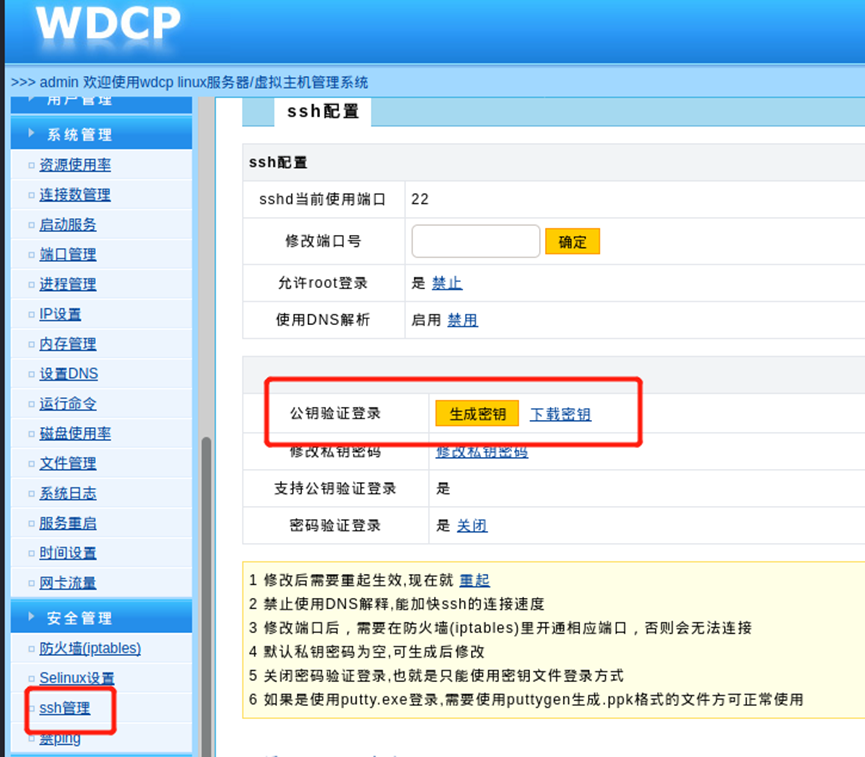 WDCP
>>> admin 欢迎使用wdcp linux服务器/虚拟主机管理系统
用户管理
系统管理
资源使用率
连接数管理
启动服务
端口管理
进程管理
IP设置
内存管理
设置DNS
运行命令
磁盘使用率
文件管理
系统日志
服务重启
时间设置
网卡流量
安全管理
防火墙(iptables)
Selinux设置
ssh管理
禁ping
ssh配置
ssh配置
sshd当前使用端口 22
修改端口号 确定
允许root登录 是 禁止
使用DNS解析 启用 禁用
公钥验证登录 生成密钥 下载密钥
修改私钥密码 修改私钥密码
支持公钥验证登录 是
密码验证登录 是 关闭
1 修改后需要重起生效,现在就 重起
2 禁止使用DNS解释,能加快ssh的连接速度
3 修改端口后，需要在防火墙(iptables)里开通相应端口，否则会无法连接
4 默认私钥密码为空,可生成后修改
5 关闭密码验证登录,也就是只能使用密钥文件登录方式
6 如果是使用putty.exe登录,需要使用puttygen生成.ppk格式的文件方可正常使用